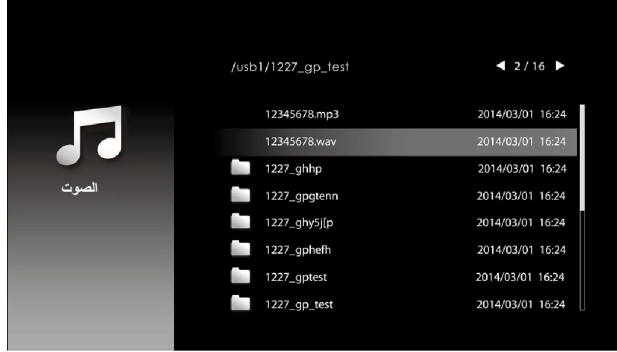 /usb1/1227_gp_test ◀ 2 / 16 ▶
12345678.mp3 2014/03/01 16:24
12345678.wav 2014/03/01 16:24
1227_ghhp 2014/03/01 16:24
1227_gpgtenn 2014/03/01 16:24
1227_ghy5j[p 2014/03/01 16:24
1227_gphefh 2014/03/01 16:24
1227_gptest 2014/03/01 16:24
1227_gp_test 2014/03/01 16:24
الصوت